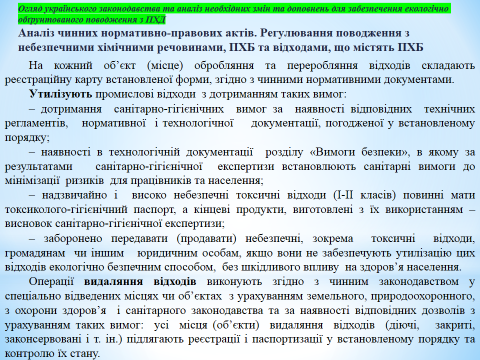 Огляд українського законодавства та аналіз необхідних змін та доповнень для забезпечення екологічно
обґрунтованого поводження з ПХД
Аналіз чинних нормативно-правових актів. Регулювання поводження з
небезпечними хімічними речовинами, ПХБ та відходами, що містять ПХБ
На кожний об’єкт (місце) оброблення та перероблення відходів складають
реєстраційну карту встановленої форми, згідно з чинними нормативними документами.
Утилізують промислові відходи з дотриманням таких вимог:
– дотримання санітарно-гігієнічних вимог за наявності відповідних технічних
регламентів, нормативної і технологічної документації, погодженої у встановленому
порядку;
– наявності в технологічній документації розділу «Вимоги безпеки», в якому за
результатами санітарно-гігієнічної експертизи встановлюють санітарні вимоги до
мінімізації ризиків для працівників та населення;
– надзвичайно і високо небезпечні токсичні відходи (I-II класів) повинні мати
токсиколого-гігієнічний паспорт, а кінцеві продукти, виготовлені з їх використанням –
висновок санітарно-гігієнічної експертизи;
– заборонено передавати (продавати) небезпечні, зокрема токсичні відходи,
громадянам чи іншим юридичним особам, якщо вони не забезпечують утилізацію цих
відходів екологічно безпечним способом, без шкідливого впливу на здоров’я населення.
Операції видаляння відходів виконують згідно з чинним законодавством у
спеціально відведених місцях чи об’єктах з урахуванням земельного, природоохоронного,
з охорони здоров’я і санітарного законодавства та за наявності відповідних дозволів з
урахуванням таких вимог: усі місця (об’єкти) видаляння відходів (діючі, закриті,
законсервовані і т. ін.) підлягають реєстрації і паспортизації у встановленому порядку та
контролю їх стану.